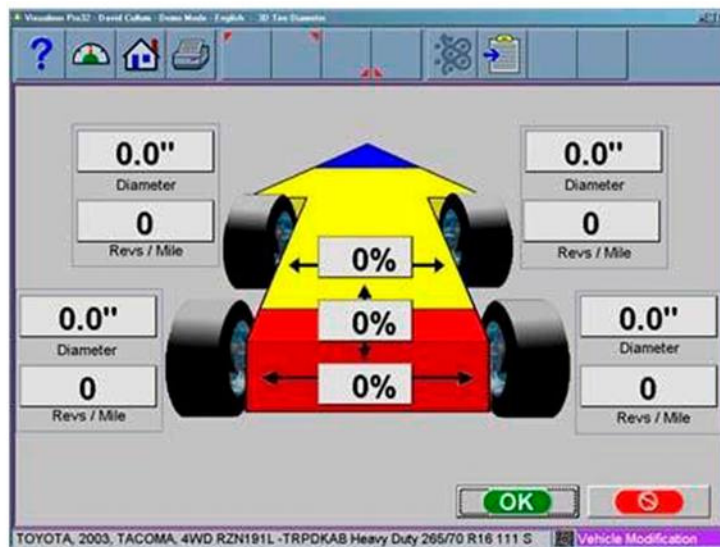 Visualiner Pro32 - David Cullum - Demo Mode - English - 3D Tire Diameter
?
0.0"
Diameter
0
Revs / Mile
0.0"
Diameter
0
Revs / Mile
0%
0.0"
Diameter
0
Revs / Mile
0%
0.0"
Diameter
0
Revs / Mile
0%
OK
TOYOTA, 2003, TACOMA, 4WD RZN191L -TRPDKAB Heavy Duty 265/70 R16 111 S
Vehicle Modification